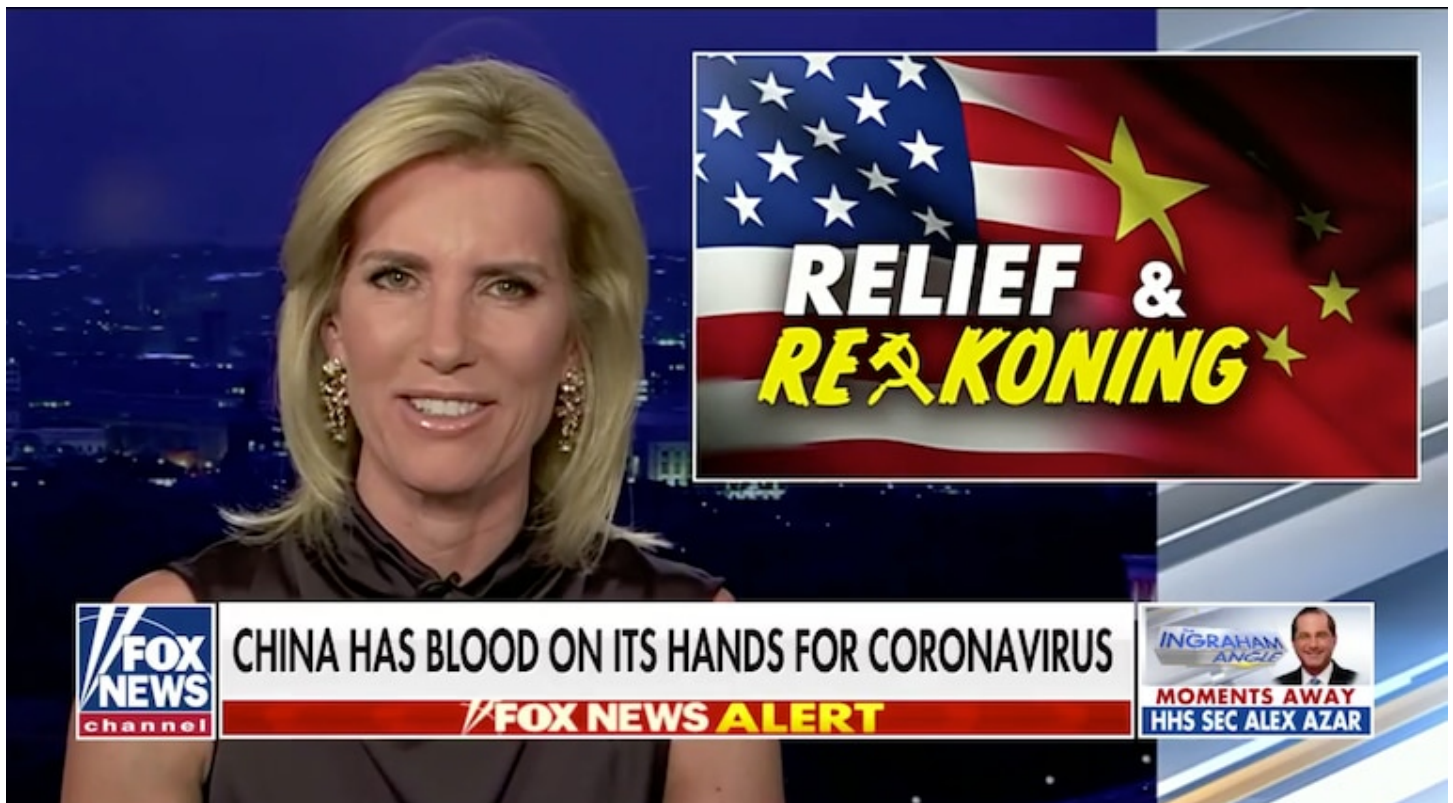 RELIEF &
RE☭KONING
FOX
NEWS
channel
CHINA HAS BLOOD ON ITS HANDS FOR CORONAVIRUS
FOX NEWS ALERT
THE
INGRAHAM
ANGLE
MOMENTS AWAY
HHS SEC ALEX AZAR